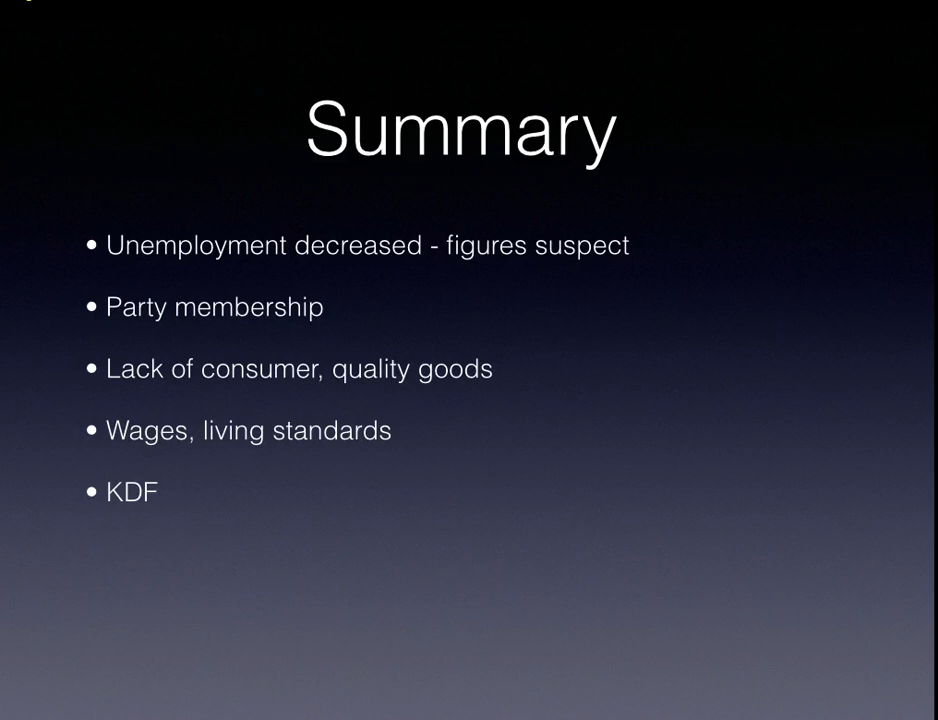 Summary
• Unemployment decreased - figures suspect
• Party membership
• Lack of consumer, quality goods
• Wages, living standards
• KDF